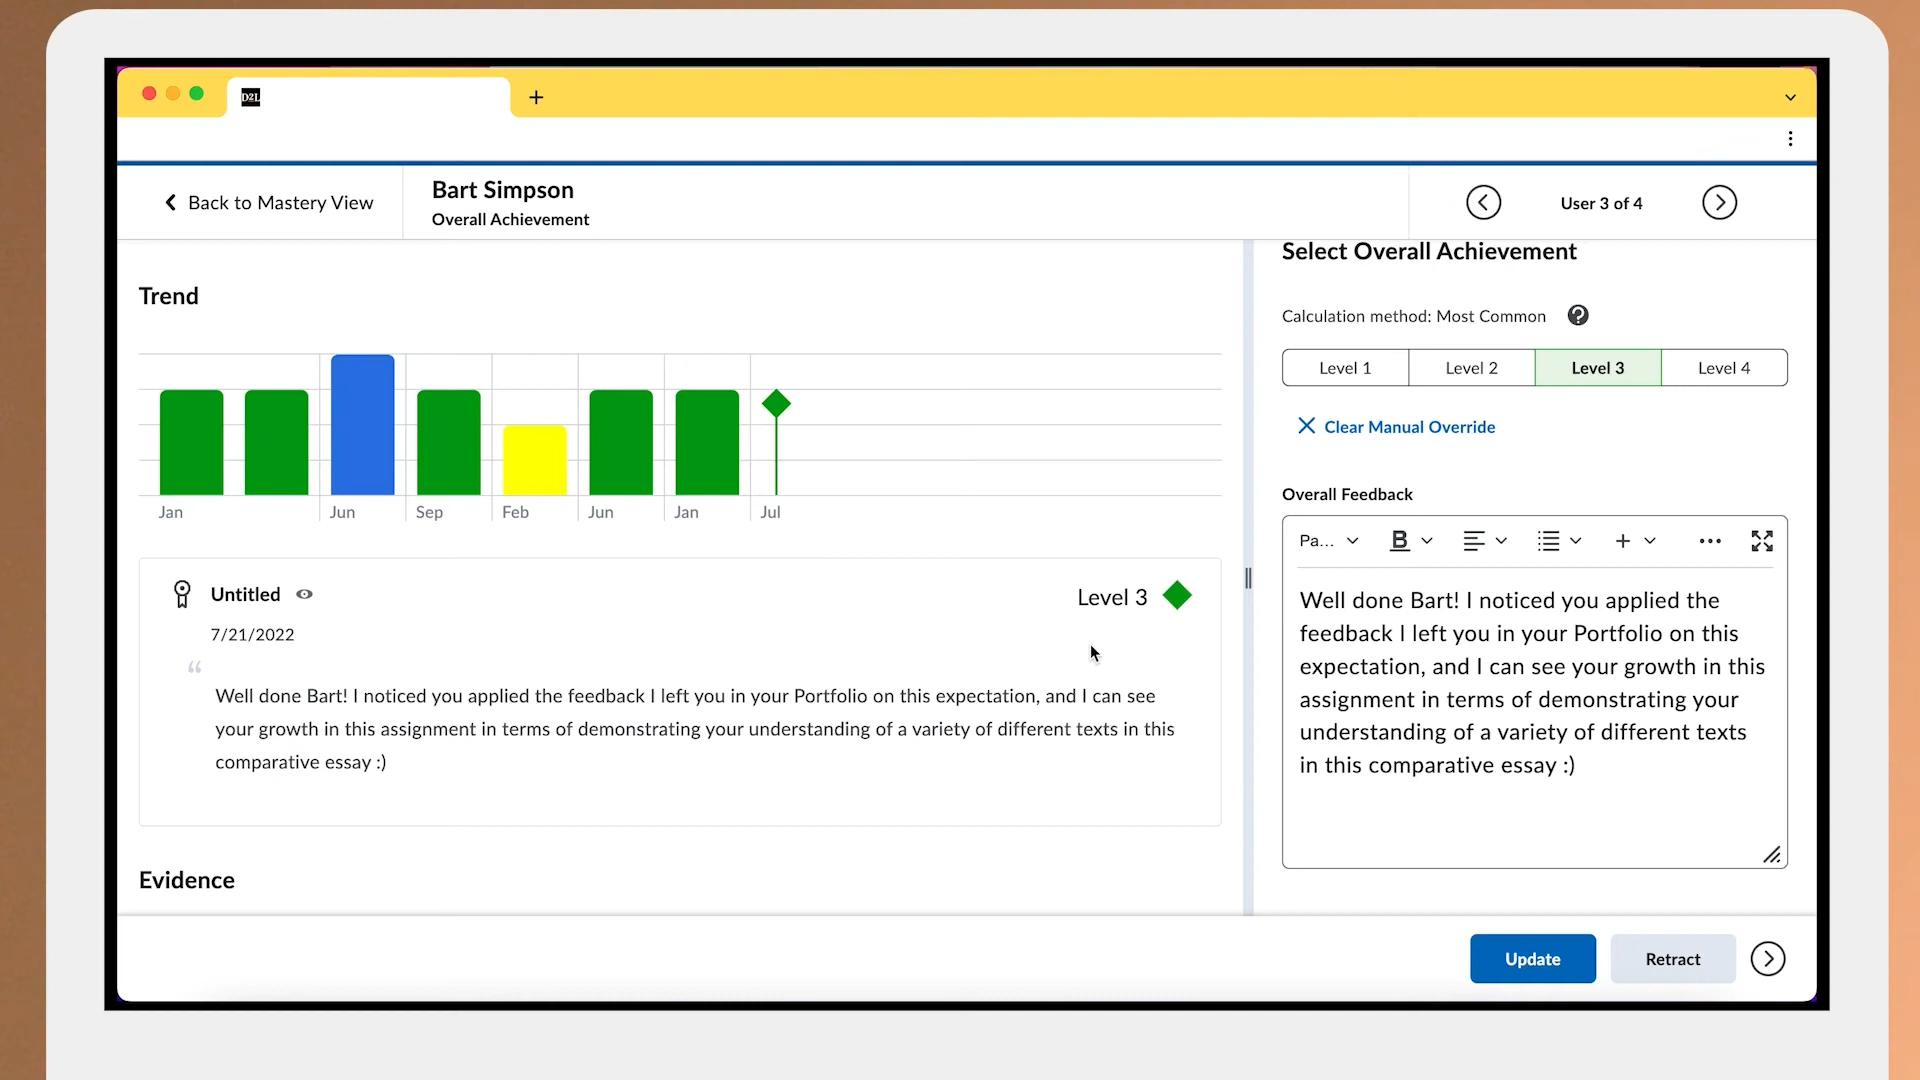 D2L
Back to Mastery View
Bart Simpson
Overall Achievement
User 3 of 4
Trend
Jan
Jun
Sep
Feb
Jun
Jan
Jul
Untitled
7/21/2022
Level 3
“
Well done Bart! I noticed you applied the feedback I left you in your Portfolio on this expectation, and I can see
your growth in this assignment in terms of demonstrating your understanding of a variety of different texts in this
comparative essay :)
Evidence
Select Overall Achievement
Calculation method: Most Common
Level 1
Level 2
Level 3
Level 4
Clear Manual Override
Overall Feedback
Pa...
B
Well done Bart! I noticed you applied the
feedback I left you in your Portfolio on this
expectation, and I can see your growth in this
assignment in terms of demonstrating your
understanding of a variety of different texts
in this comparative essay :)
Update
Retract